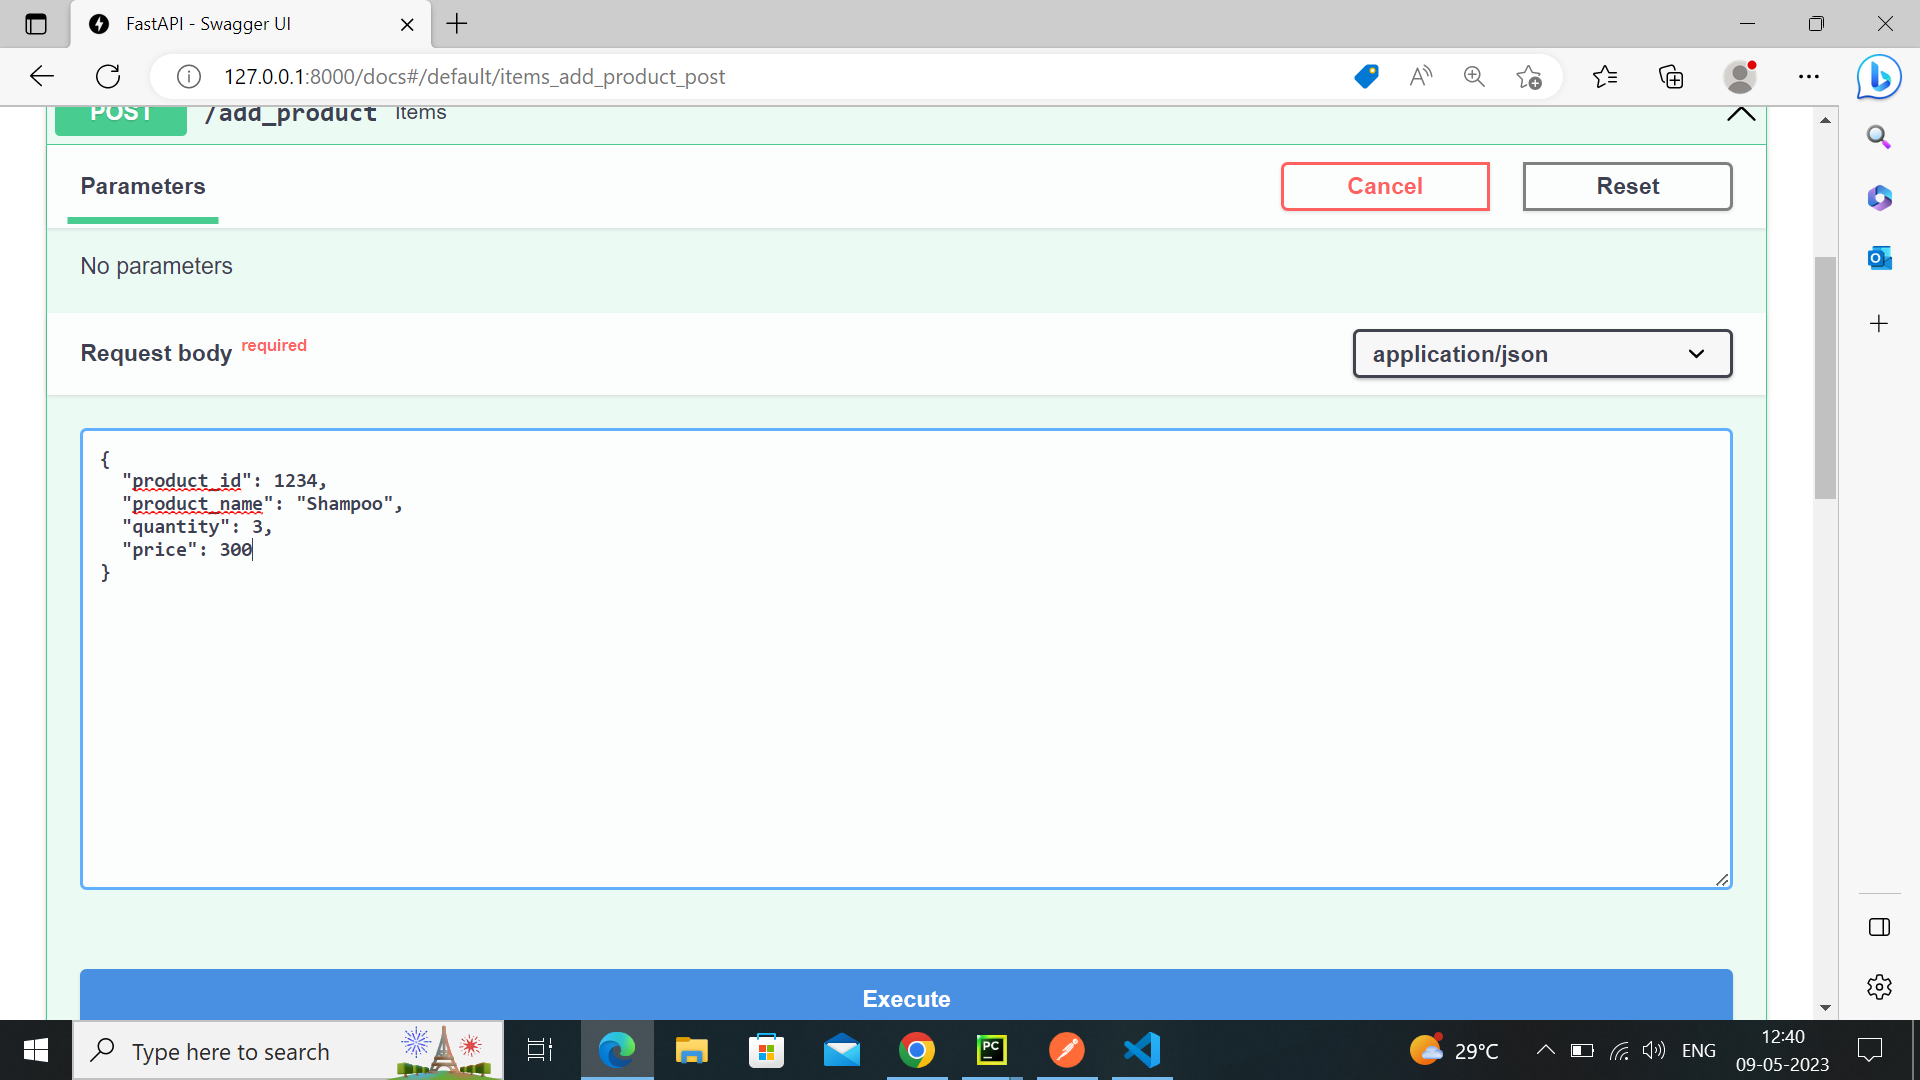 FastAPI - Swagger UI
127.0.0.1:8000/docs#/default/items_add_product_post
POST /add_product Items
Parameters
Cancel
Reset
No parameters
Request body required
application/json
{
"product_id": 1234,
"product_name": "Shampoo",
"quantity": 3,
"price": 300
}
Execute
Type here to search
PC
29°C
ENG
12:40
09-05-2023